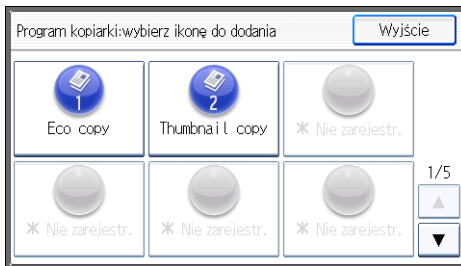 Program kopiarki:wybierz ikonę do dodania
Wyjście
1
2
Eco copy
Thumbnail copy
* Nie zarejestr.
1/5
* Nie zarejestr.
* Nie zarejestr.
* Nie zarejestr.